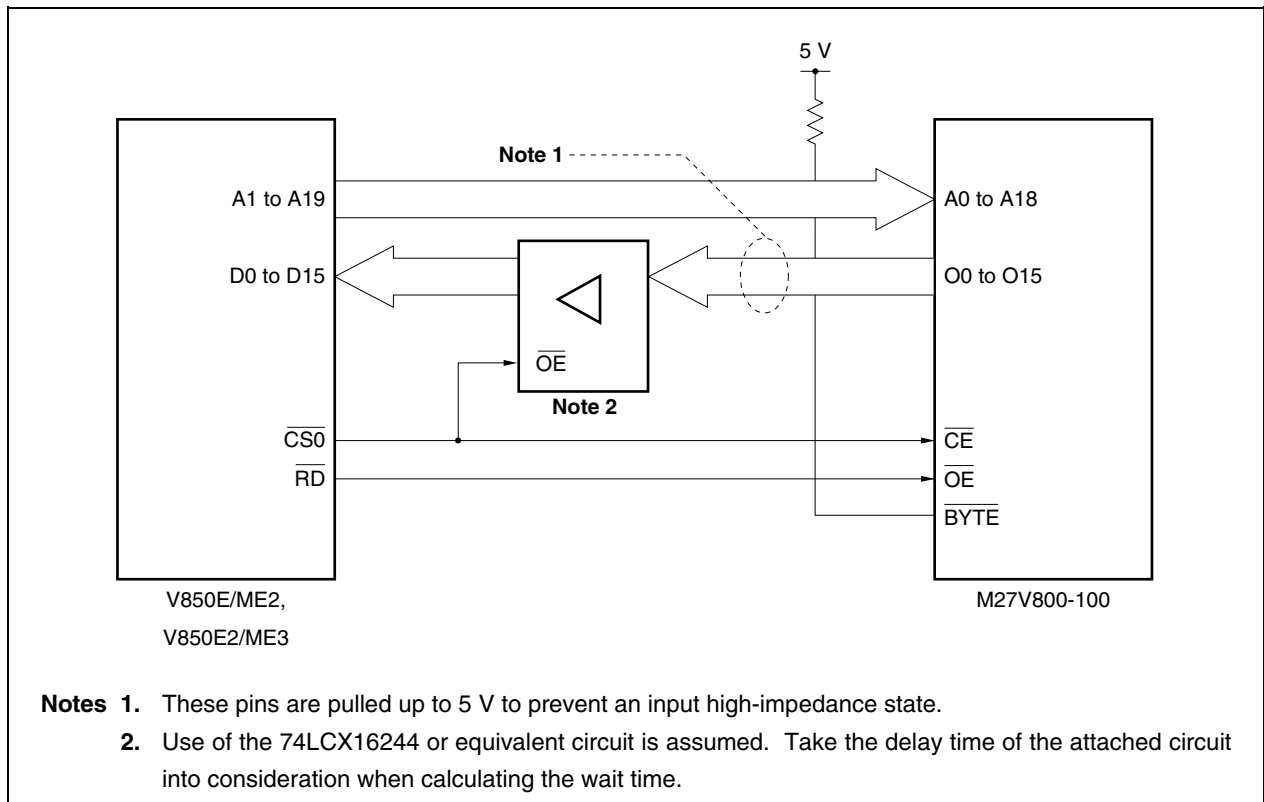 5 V
Note 1
A1 to A19
A0 to A18
D0 to D15
O0 to O15
OE
Note 2
CS0
CE
RD
OE
BYTE
V850E/ME2,
V850E2/ME3
M27V800-100
Notes 1. These pins are pulled up to 5 V to prevent an input high-impedance state.
2. Use of the 74LCX16244 or equivalent circuit is assumed. Take the delay time of the attached circuit
into consideration when calculating the wait time.